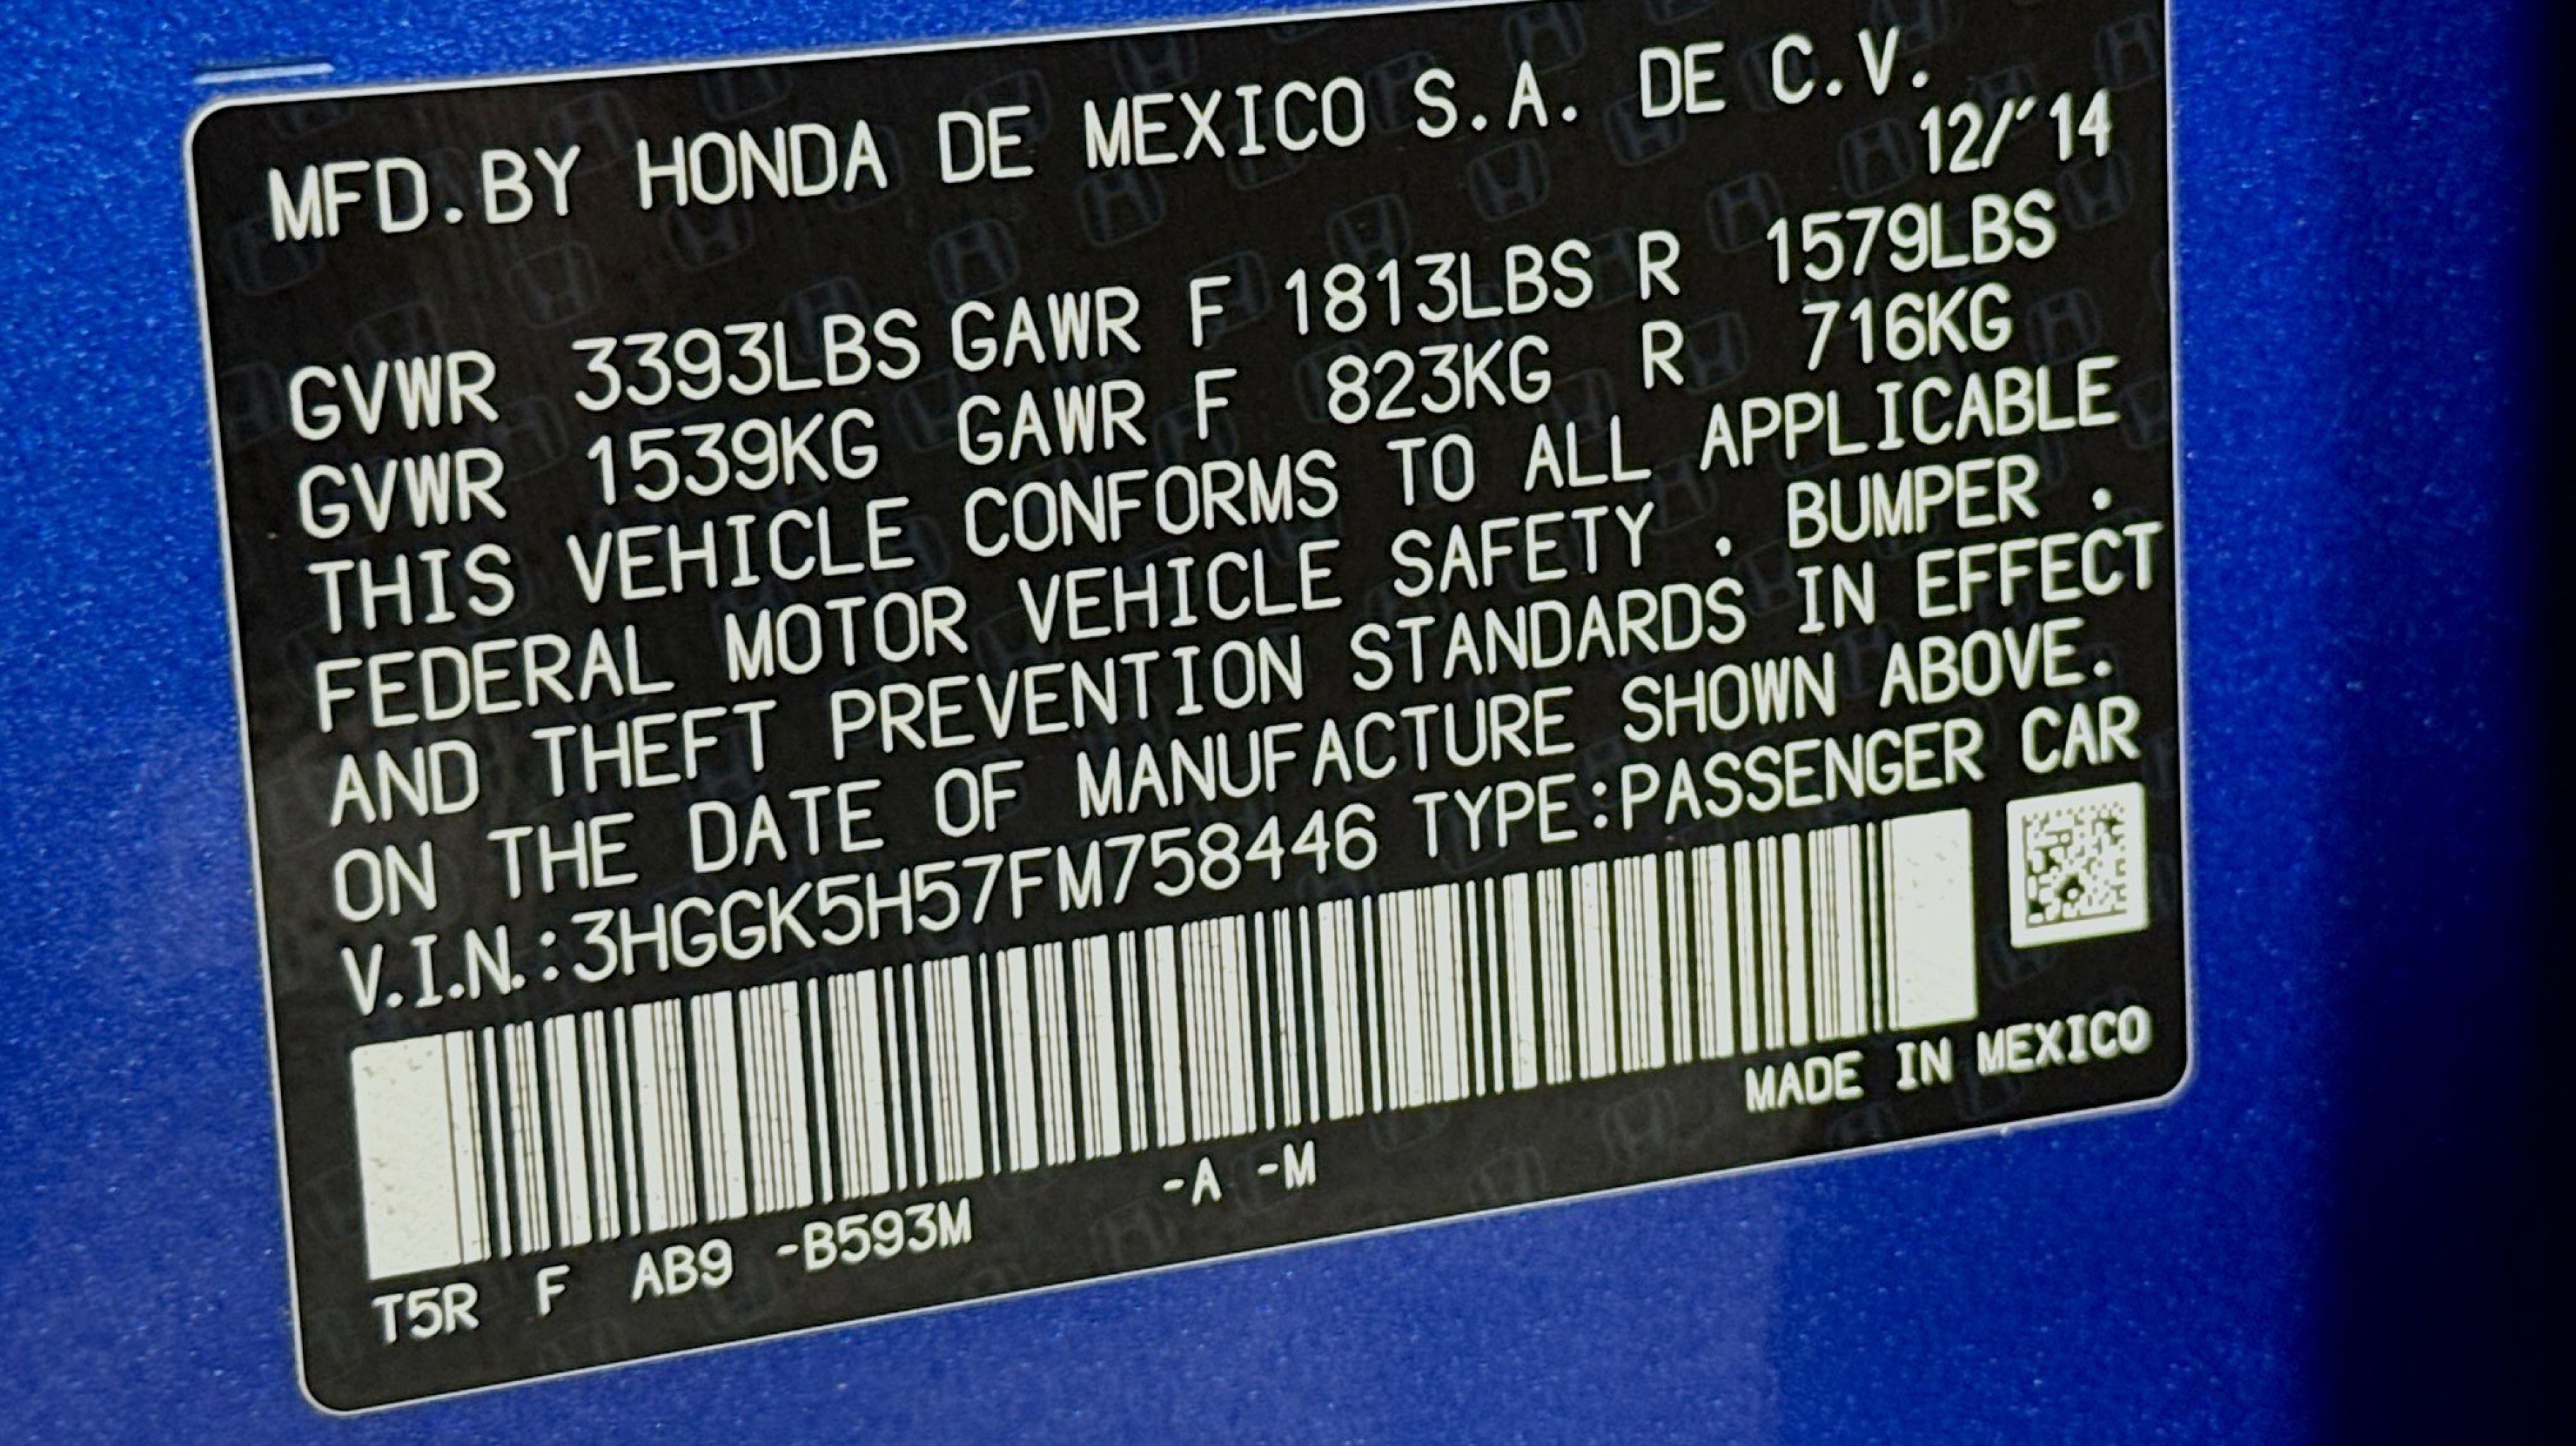 MFD.BY HONDA DE MEXICO S.A. DE C.V.
12/´14
GVWR 3393LBS GAWR F 1813LBS R 1579LBS
GVWR 1539KG GAWR F 823KG R 716KG
THIS VEHICLE CONFORMS TO ALL APPLICABLE
FEDERAL MOTOR VEHICLE SAFETY . BUMPER .
AND THEFT PREVENTION STANDARDS IN EFFECT
ON THE DATE OF MANUFACTURE SHOWN ABOVE.
V.I.N.:3HGGK5H57FM758446 TYPE:PASSENGER CAR
MADE IN MEXICO
T5R F AB9 -B593M -A -M